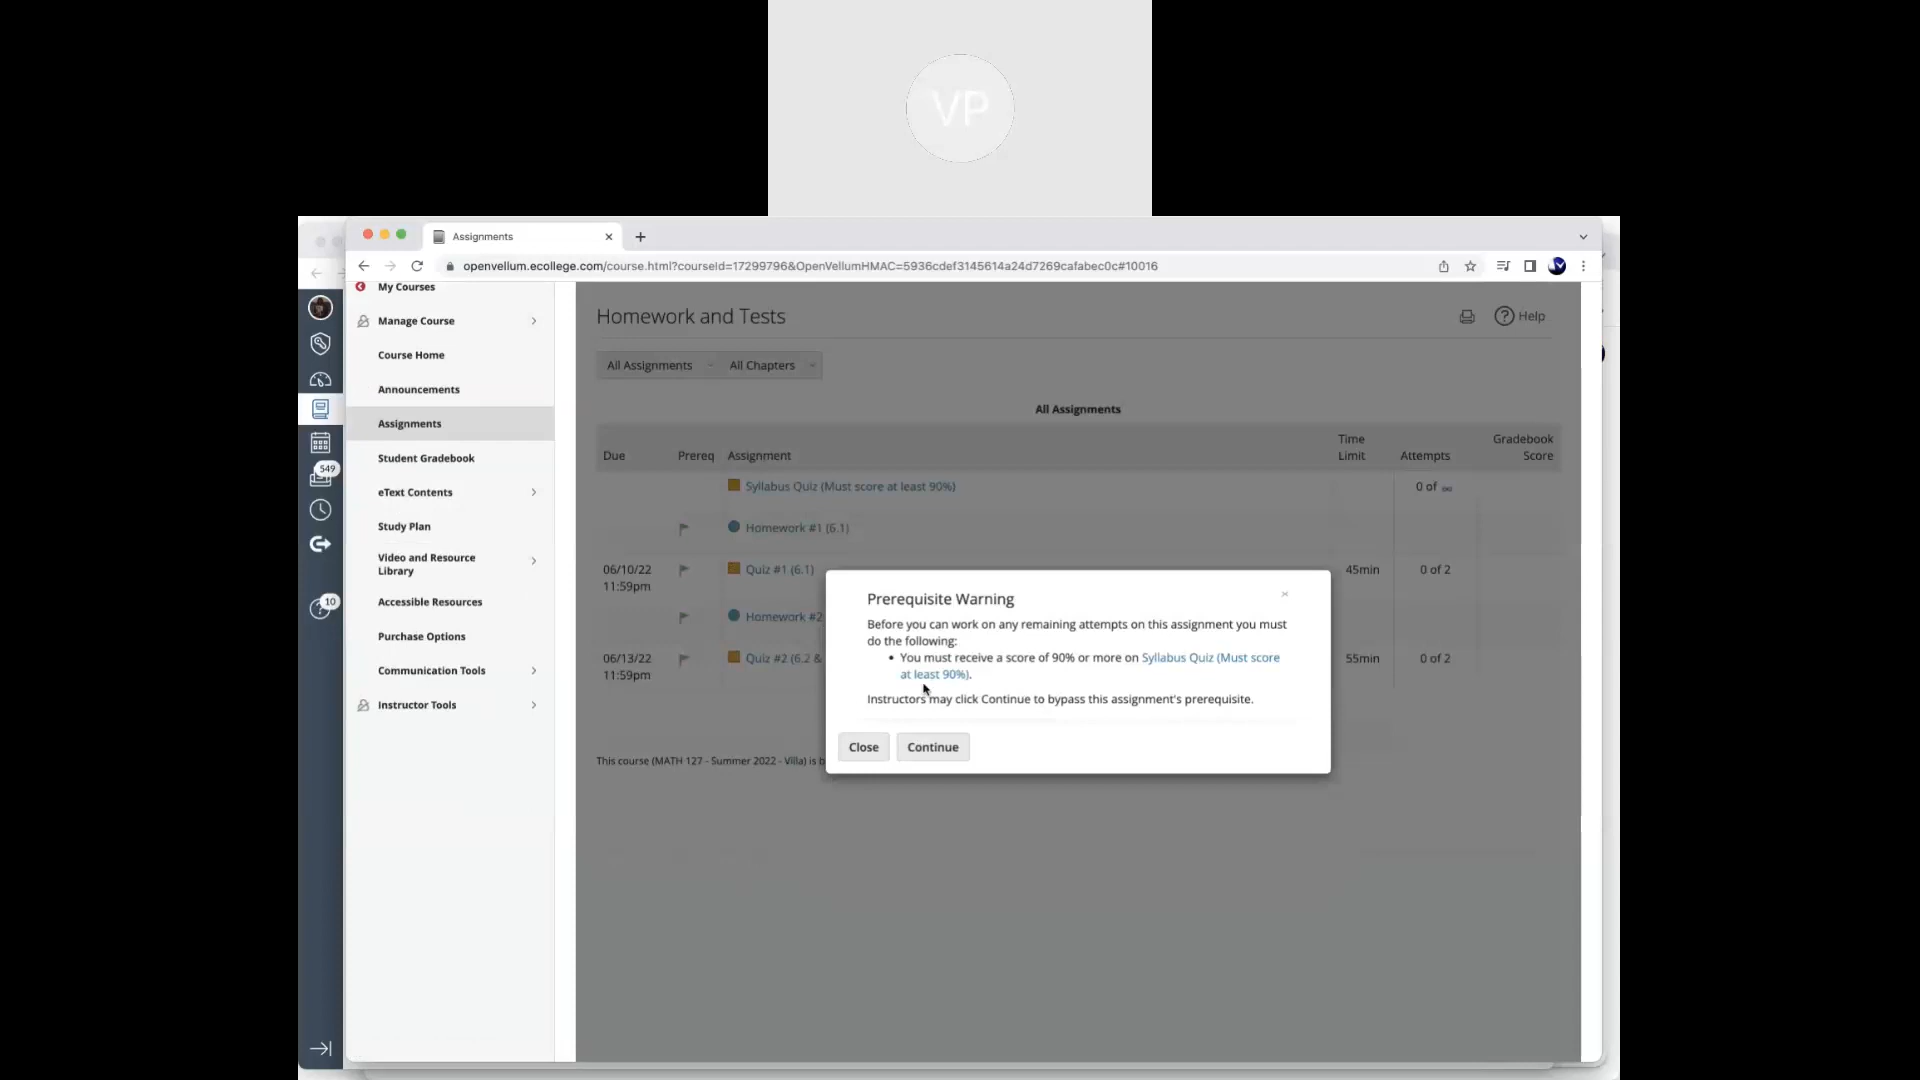 VP
Assignments
openvellum.ecollege.com/course.html?courseId=17299796&OpenVellumHMAC=5936cdef3145614a24d7269cafabec0c#10016
My Courses
Manage Course
Course Home
Announcements
Assignments
Student Gradebook
eText Contents
Study Plan
Video and Resource
Library
Accessible Resources
Purchase Options
Communication Tools
Instructor Tools
549
10
Homework and Tests
Help
All Assignments
All Chapters
All Assignments
Due Prereq Assignment Time Limit Attempts Gradebook Score
Syllabus Quiz (Must score at least 90%) 0 of ∞
Homework #1 (6.1)
06/10/22 Quiz #1 (6.1) 45min 0 of 2
11:59pm
Homework #2
06/13/22 Quiz #2 (6.2 & 55min 0 of 2
11:59pm
This course (MATH 127 - Summer 2022 - Villa) is b
Prerequisite Warning
×
Before you can work on any remaining attempts on this assignment you must
do the following:
• You must receive a score of 90% or more on Syllabus Quiz (Must score
at least 90%).
Instructors may click Continue to bypass this assignment's prerequisite.
Close
Continue